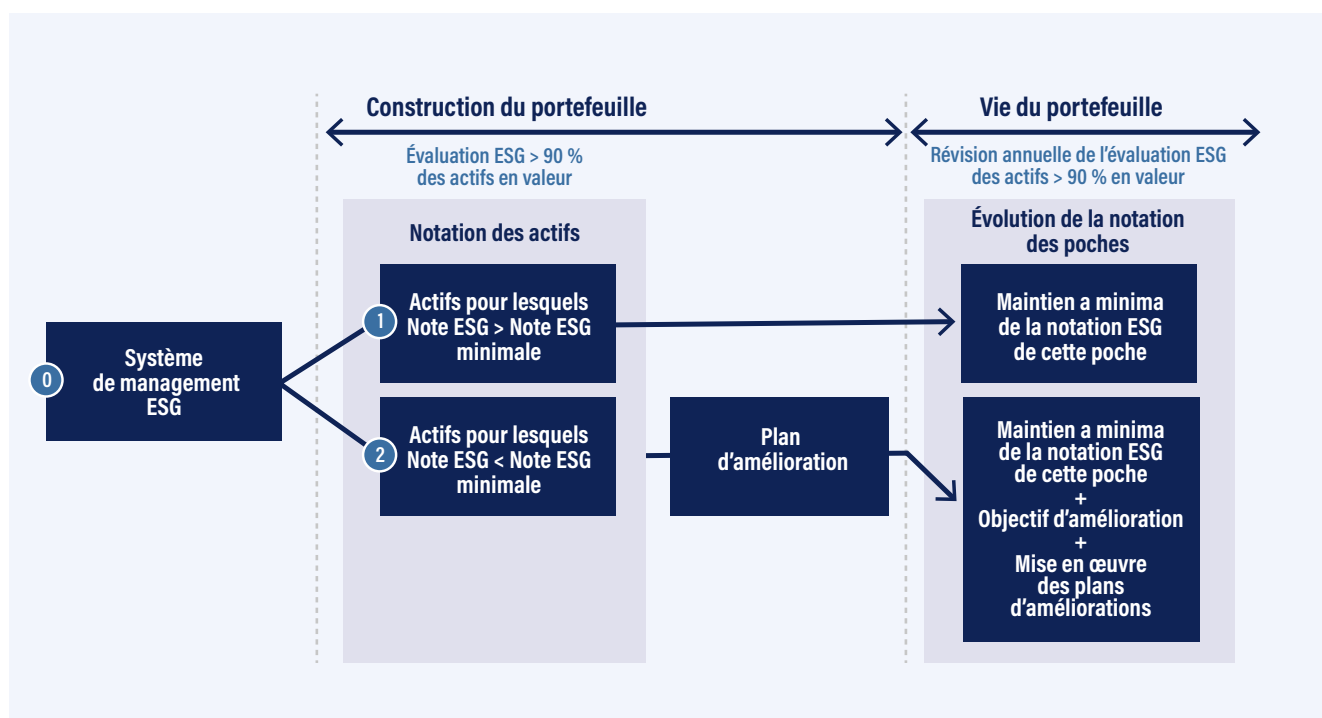 Construction du portefeuille
Évaluation ESG > 90 %
des actifs en valeur
Vie du portefeuille
Révision annuelle de l'évaluation ESG
des actifs > 90 % en valeur
0
Système
de management
ESG
Notation des actifs
1
Actifs pour lesquels
Note ESG > Note ESG
minimale
2
Actifs pour lesquels
Note ESG < Note ESG
minimale
Plan
d'amélioration
Évolution de la notation
des poches
Maintien a minima
de la notation ESG
de cette poche
Maintien a minima
de la notation ESG
de cette poche
+
Objectif d'amélioration
+
Mise en œuvre
des plans
d'améliorations